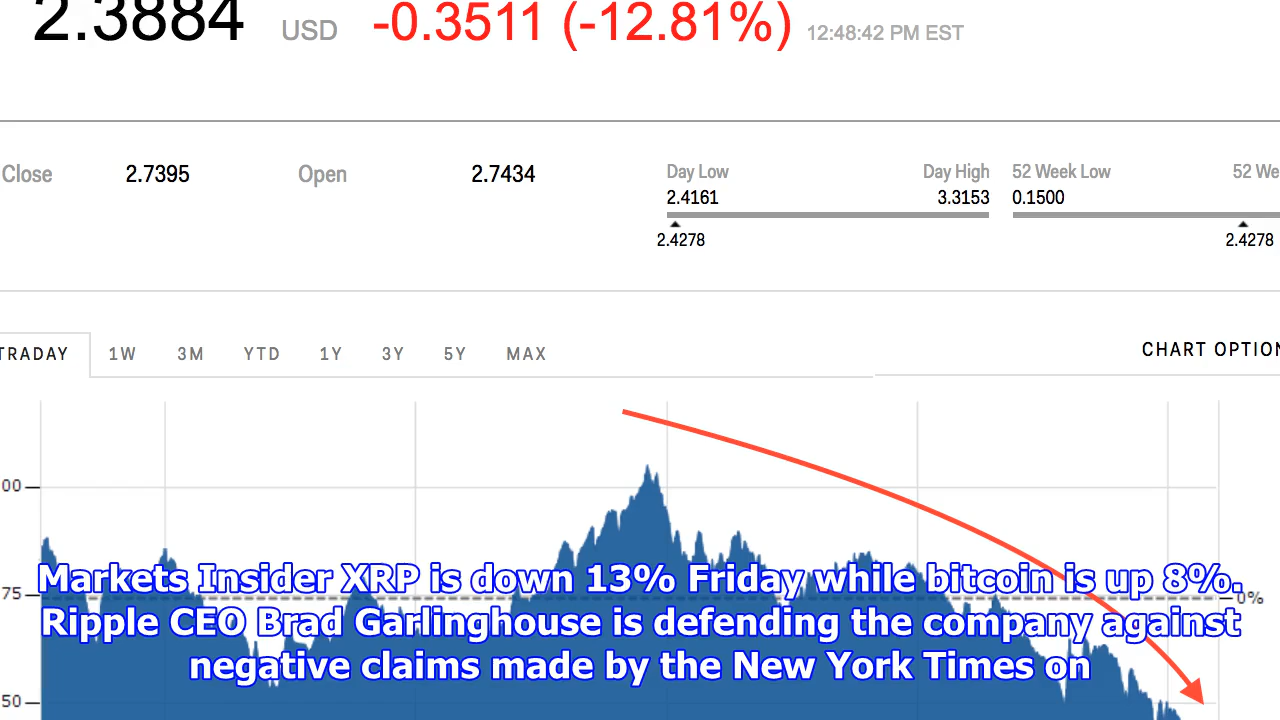 2.3884 USD -0.3511 (-12.81%) 12:48:42 PM EST
Close 2.7395 Open 2.7434
Day Low Day High 52 Week Low 52 We
2.4161 3.3153 0.1500
2.4278 2.4278
TRADAY 1W 3M YTD 1Y 3Y 5Y MAX
CHART OPTION
00
75
0%
50
Markets Insider XRP is down 13% Friday while bitcoin is up 8%.
Ripple CEO Brad Garlinghouse is defending the company against
negative claims made by the New York Times on